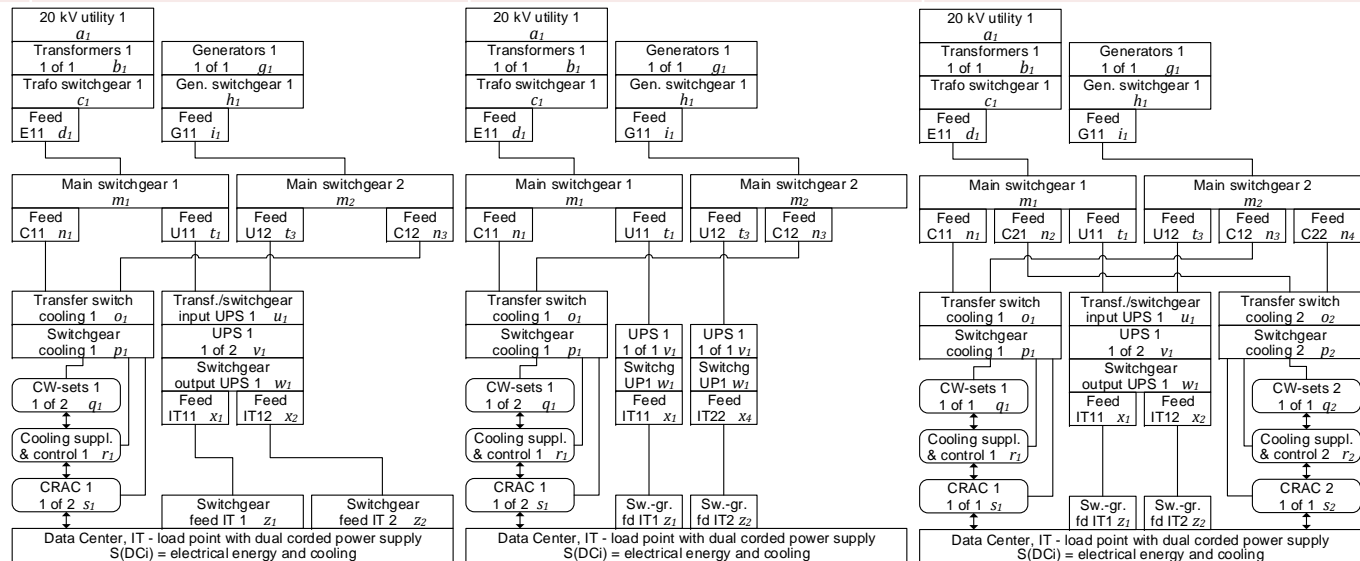 20 kV utility 1
a1
Transformers 1
1 of 1 b1
Trafo switchgear 1
c1
Feed
E11 d1
Generators 1
1 of 1 g1
Gen. switchgear 1
h1
Feed
G11 i1
Main switchgear 1
m1
Main switchgear 2
m2
Feed
C11 n1
Feed
U11 t1
Feed
U12 t3
Feed
C12 n3
Transfer switch
cooling 1 o1
Switchgear
cooling 1 p1
CW-sets 1
1 of 2 q1
Cooling suppl.
& control 1 r1
CRAC 1
1 of 2 s1
Transf./switchgear
input UPS 1 u1
UPS 1
1 of 2 v1
Switchgear
output UPS 1 w1
Feed
IT11 x1
Feed
IT12 x2
Switchgear
feed IT 1 z1
Switchgear
feed IT 2 z2
Data Center, IT - load point with dual corded power supply
S(DCi) = electrical energy and cooling
20 kV utility 1
a1
Transformers 1
1 of 1 b1
Trafo switchgear 1
c1
Feed
E11 d1
Generators 1
1 of 1 g1
Gen. switchgear 1
h1
Feed
G11 i1
Main switchgear 1
m1
Main switchgear 2
m2
Feed
C11 n1
Feed
U11 t1
Feed
U12 t3
Feed
C12 n3
Transfer switch
cooling 1 o1
Switchgear
cooling 1 p1
CW-sets 1
1 of 2 q1
Cooling suppl.
& control 1 r1
CRAC 1
1 of 2 s1
UPS 1
1 of 1 v1
Switchg
UP1 w1
Feed
IT11 x1
UPS 1
1 of 1 v1
Switchg
UP1 w1
Feed
IT22 x4
Sw.-gr.
fd IT1 z1
Sw.-gr.
fd IT2 z2
Data Center, IT - load point with dual corded power supply
S(DCi) = electrical energy and cooling
20 kV utility 1
a1
Transformers 1
1 of 1 b1
Trafo switchgear 1
c1
Feed
E11 d1
Generators 1
1 of 1 g1
Gen. switchgear 1
h1
Feed
G11 i1
Main switchgear 1
m1
Main switchgear 2
m2
Feed
C11 n1
Feed
C21 n2
Feed
U11 t1
Feed
U12 t3
Feed
C12 n3
Feed
C22 n4
Transfer switch
cooling 1 o1
Switchgear
cooling 1 p1
CW-sets 1
1 of 1 q1
Cooling suppl.
& control 1 r1
CRAC 1
1 of 1 s1
Transf./switchgear
input UPS 1 u1
UPS 1
1 of 2 v1
Switchgear
output UPS 1 w1
Feed
IT11 x1
Feed
IT12 x2
Sw.-gr.
fd IT1 z1
Sw.-gr.
fd IT2 z2
Transfer switch
cooling 2 o2
Switchgear
cooling 2 p2
CW-sets 2
1 of 1 q2
Cooling suppl.
& control 2 r2
CRAC 2
1 of 1 s2
Data Center, IT - load point with dual corded power supply
S(DCi) = electrical energy and cooling